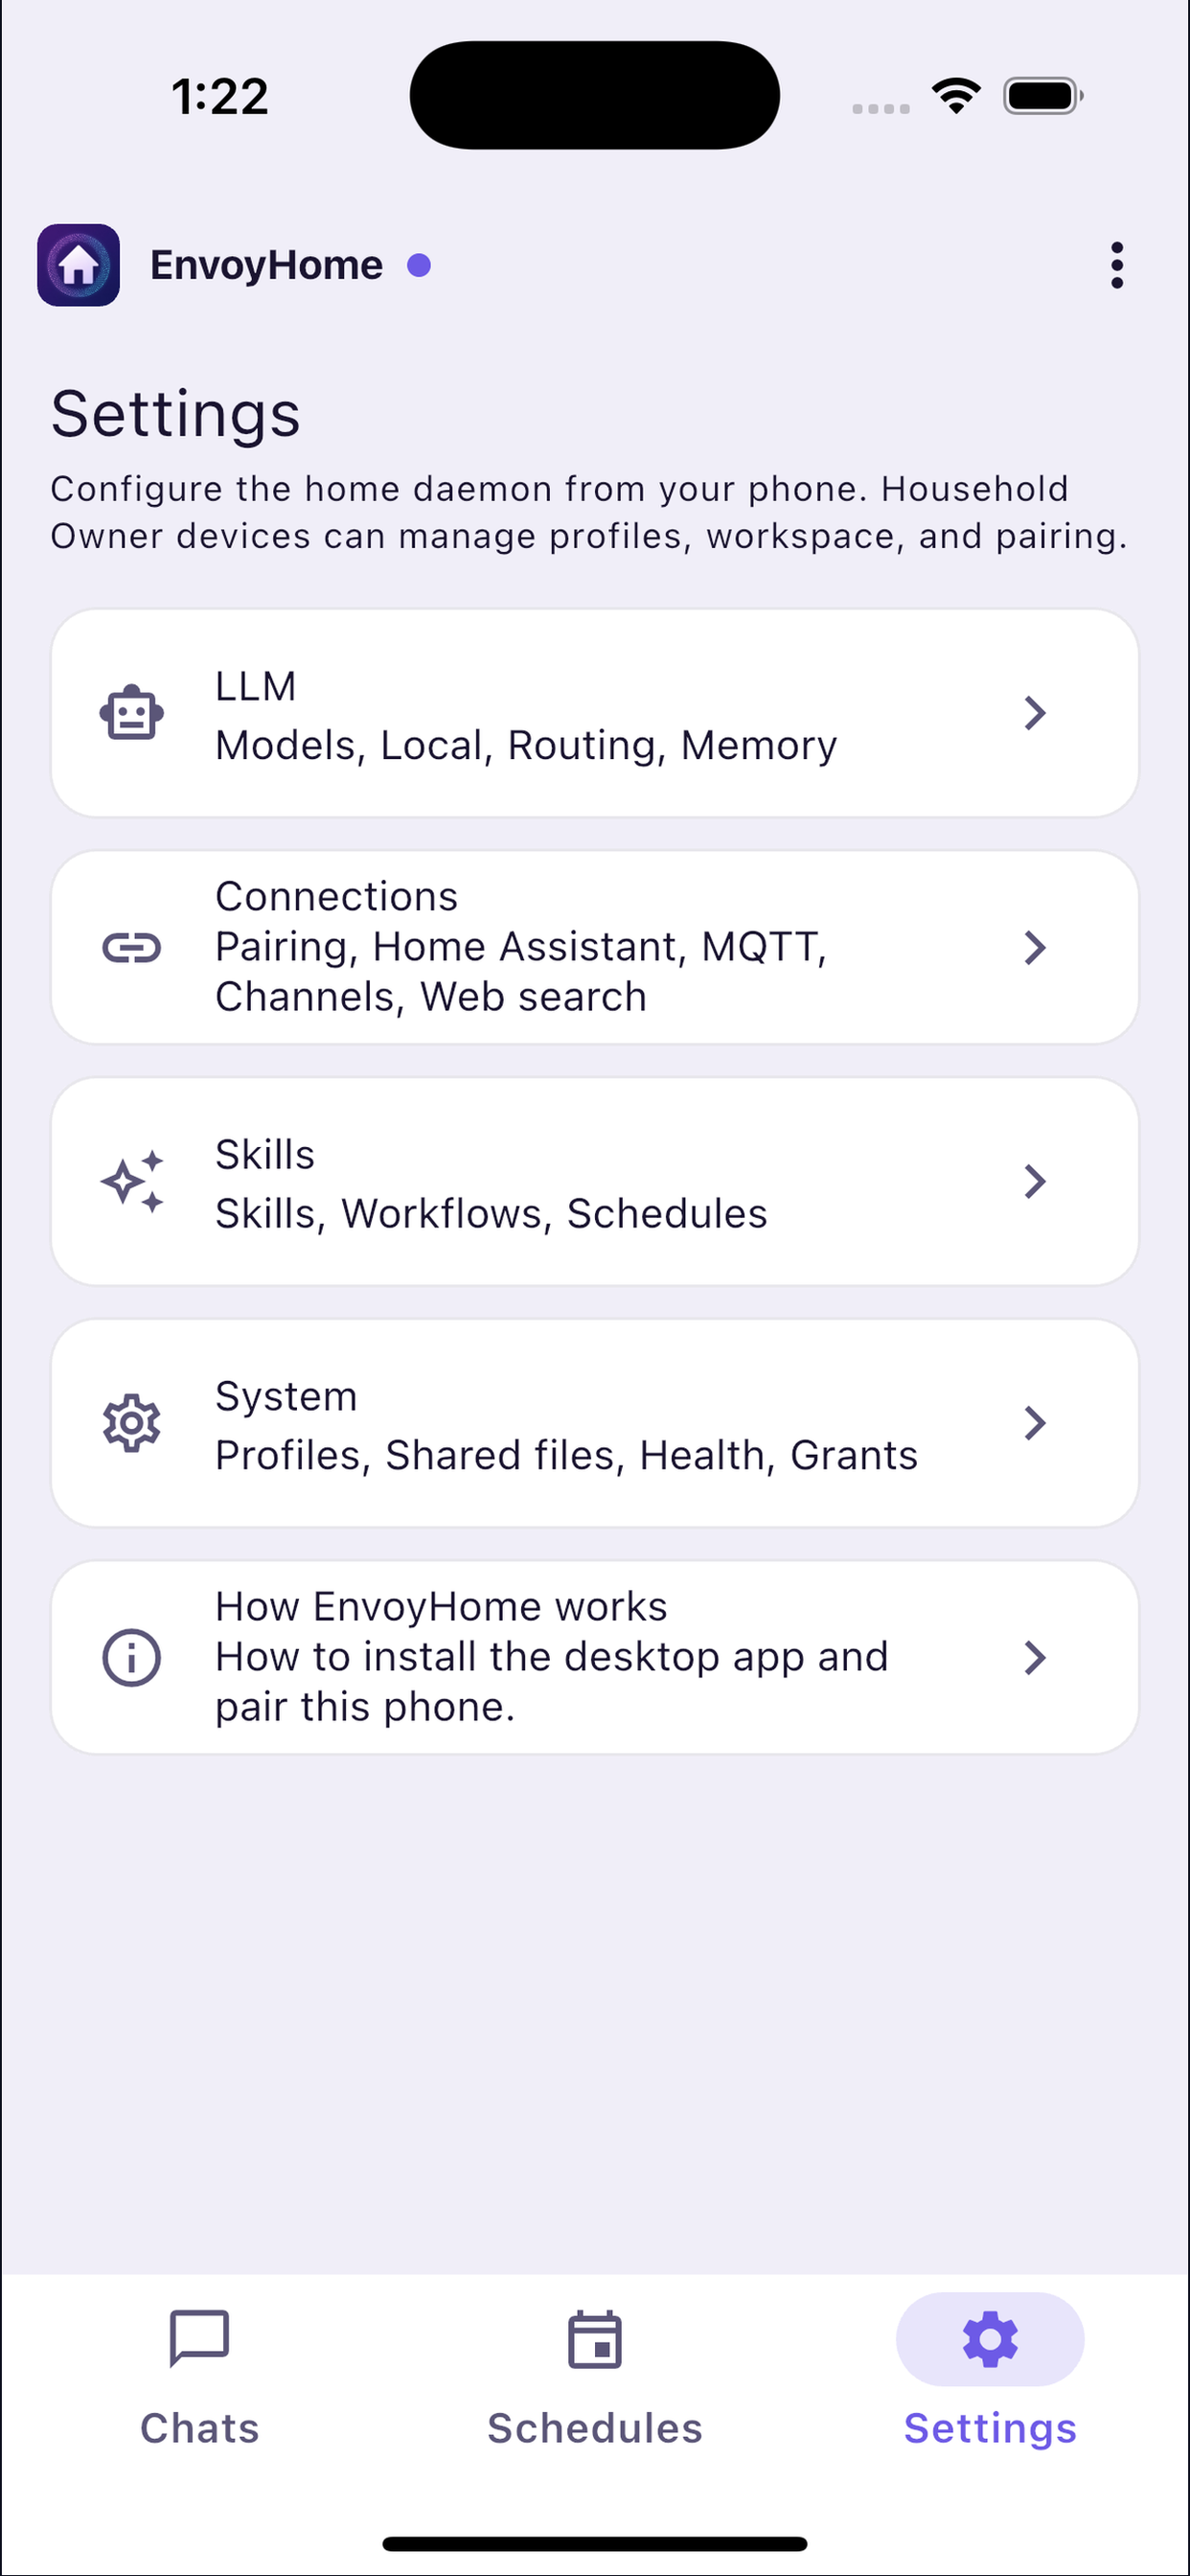 1:22
EnvoyHome
Settings
Configure the home daemon from your phone. Household
Owner devices can manage profiles, workspace, and pairing.
LLM
Models, Local, Routing, Memory
Connections
Pairing, Home Assistant, MQTT,
Channels, Web search
Skills
Skills, Workflows, Schedules
System
Profiles, Shared files, Health, Grants
How EnvoyHome works
How to install the desktop app and
pair this phone.
Chats
Schedules
Settings